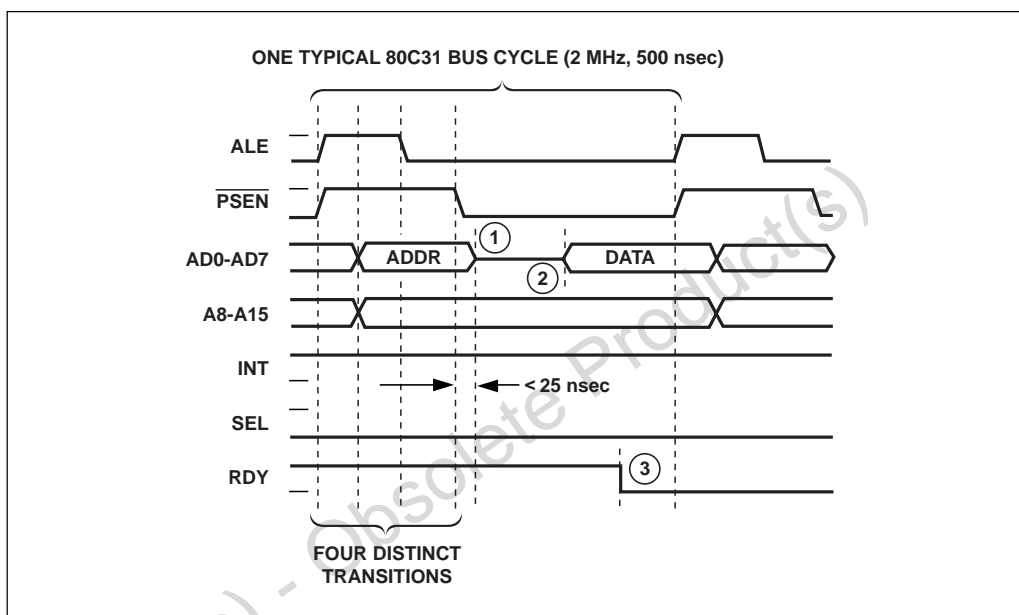 ONE TYPICAL 80C31 BUS CYCLE (2 MHz, 500 nsec)
ALE
PSEN
AD0-AD7
ADDR
1
2
DATA
A8-A15
INT
< 25 nsec
SEL
RDY
3
FOUR DISTINCT
TRANSITIONS
) - Obsolete Product(s)